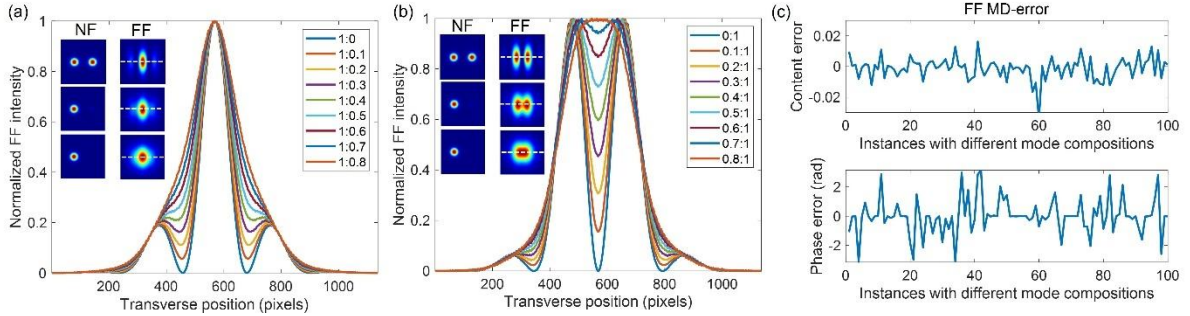 (a)
NF
FF
1:0
1:0.1
1:0.2
1:0.3
1:0.4
1:0.5
1:0.6
1:0.7
1:0.8
Normalized FF intensity
1
0.8
0.6
0.4
0.2
0
200 400 600 800 1000
Transverse position (pixels)
(b)
NF
FF
0:1
0.1:1
0.2:1
0.3:1
0.4:1
0.5:1
0.6:1
0.7:1
0.8:1
Normalized FF intensity
1
0.8
0.6
0.4
0.2
0
0 200 400 600 800 1000
Transverse position (pixels)
(c)
FF MD-error
Content error
0.02
0
-0.02
0 20 40 60 80 100
Instances with different mode compositions
Phase error (rad)
2
0
-2
0 20 40 60 80 100
Instances with different mode compositions